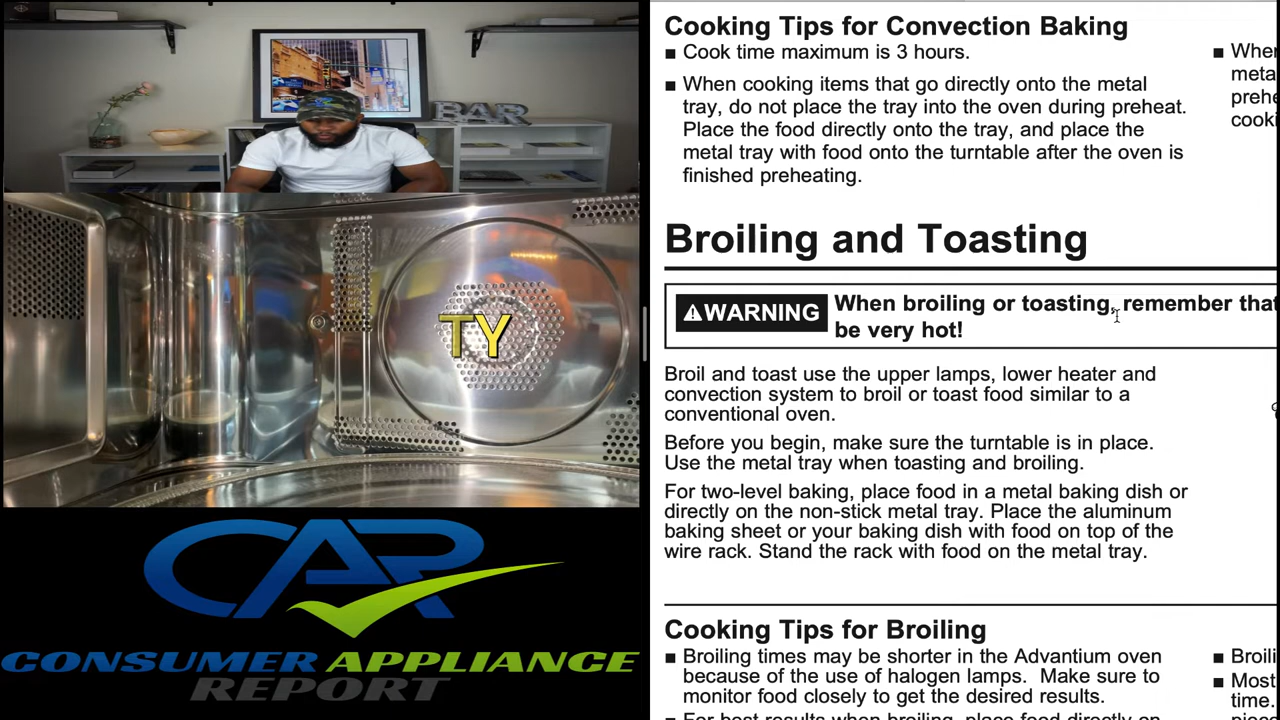 BAR
TY
CAR
CONSUMER APPLIANCE
REPORT
Cooking Tips for Convection Baking
■ Cook time maximum is 3 hours.
■ When cooking items that go directly onto the metal
tray, do not place the tray into the oven during preheat.
Place the food directly onto the tray, and place the
metal tray with food onto the turntable after the oven is
finished preheating.
■ When
meta
prehe
cooki
Broiling and Toasting
⚠WARNING When broiling or toasting, remember that
be very hot!
Broil and toast use the upper lamps, lower heater and
convection system to broil or toast food similar to a
conventional oven.
Before you begin, make sure the turntable is in place.
Use the metal tray when toasting and broiling.
For two-level baking, place food in a metal baking dish or
directly on the non-stick metal tray. Place the aluminum
baking sheet or your baking dish with food on top of the
wire rack. Stand the rack with food on the metal tray.
Cooking Tips for Broiling
■ Broiling times may be shorter in the Advantium oven
because of the use of halogen lamps. Make sure to
monitor food closely to get the desired results.
■ For best results when broiling, place food directly on
■ Broili
■ Most
time.